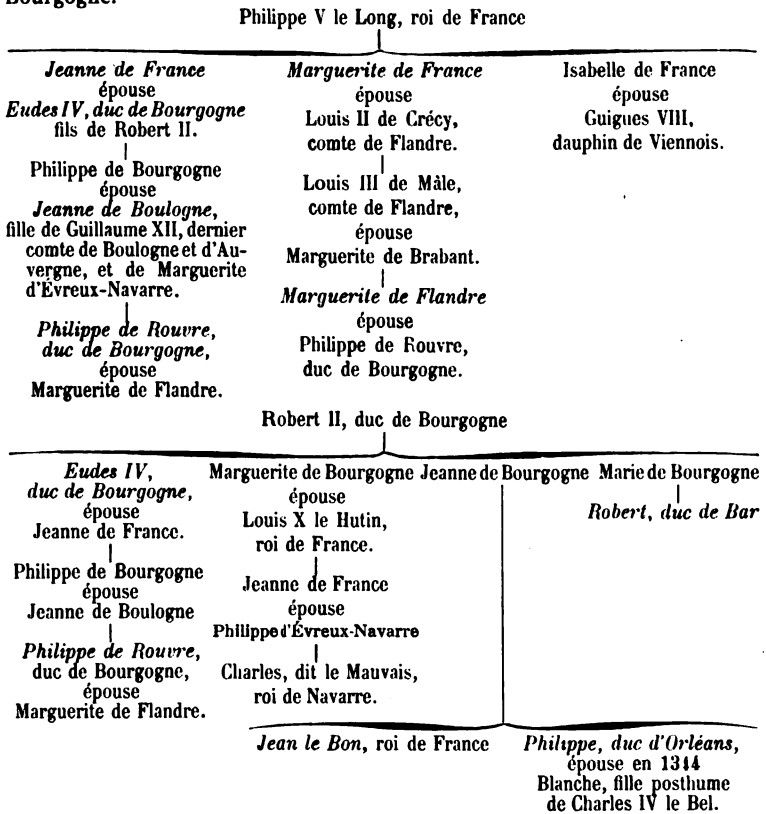 Bourgogne.
Philippe V le Long, roi de France
Jeanne de France
épouse
Eudes IV, duc de Bourgogne
fils de Robert II.
Philippe de Bourgogne
épouse
Jeanne de Boulogne,
fille de Guillaume XII, dernier
comte de Boulogne et d'Au-
vergne, et de Marguerite
d'Évreux-Navarre.
Philippe de Rouvre,
duc de Bourgogne,
épouse
Marguerite de Flandre.
Marguerite de France
épouse
Louis II de Crécy,
comte de Flandre.
Louis III de Mâle,
comte de Flandre,
épouse
Marguerite de Brabant.
Marguerite de Flandre
épouse
Philippe de Rouvre,
duc de Bourgogne.
Isabelle de France
épouse
Guigues VIII,
dauphin de Viennois.
Robert II, duc de Bourgogne
Eudes IV,
duc de Bourgogne,
épouse
Jeanne de France.
Philippe de Bourgogne
épouse
Jeanne de Boulogne
Philippe de Rouvre,
duc de Bourgogne,
épouse
Marguerite de Flandre.
Marguerite de Bourgogne
épouse
Louis X le Hutin,
roi de France.
Jeanne de France
épouse
Philippe d'Évreux-Navarre
Charles, dit le Mauvais,
roi de Navarre.
Jeanne de Bourgogne
Jean le Bon, roi de France
Philippe, duc d'Orléans,
épouse en 1344
Blanche, fille posthume
de Charles IV le Bel.
Marie de Bourgogne
Robert, duc de Bar